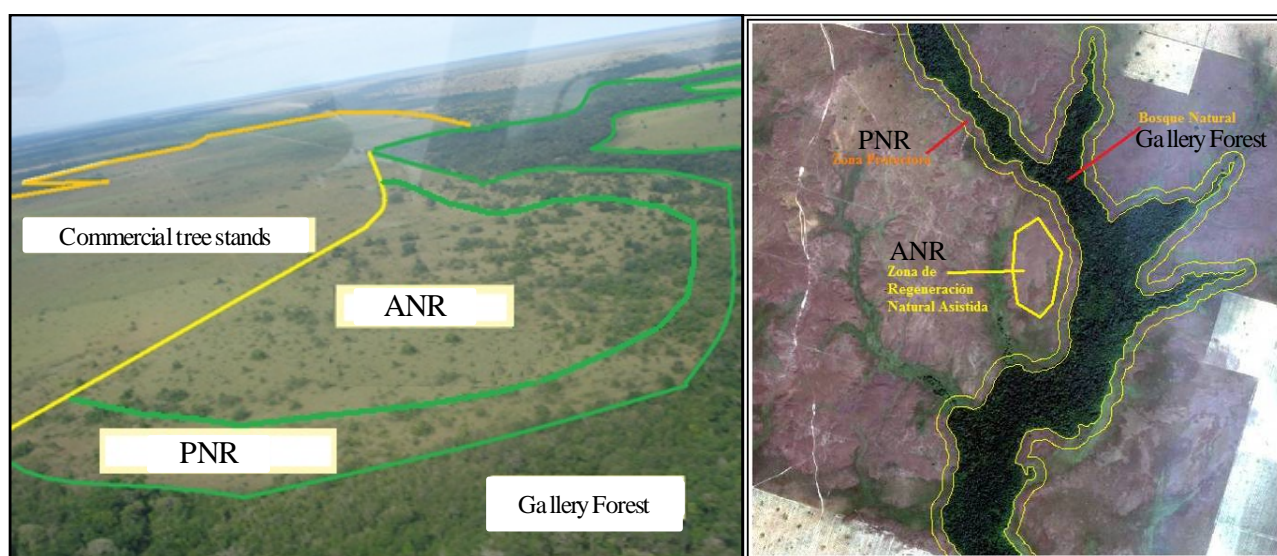 Commercial tree stands
ANR
PNR
Gallery Forest
PNR
Zona Protectora
Bosque Natural
Gallery Forest
ANR
Zona de
Regeneración
Natural Asistida